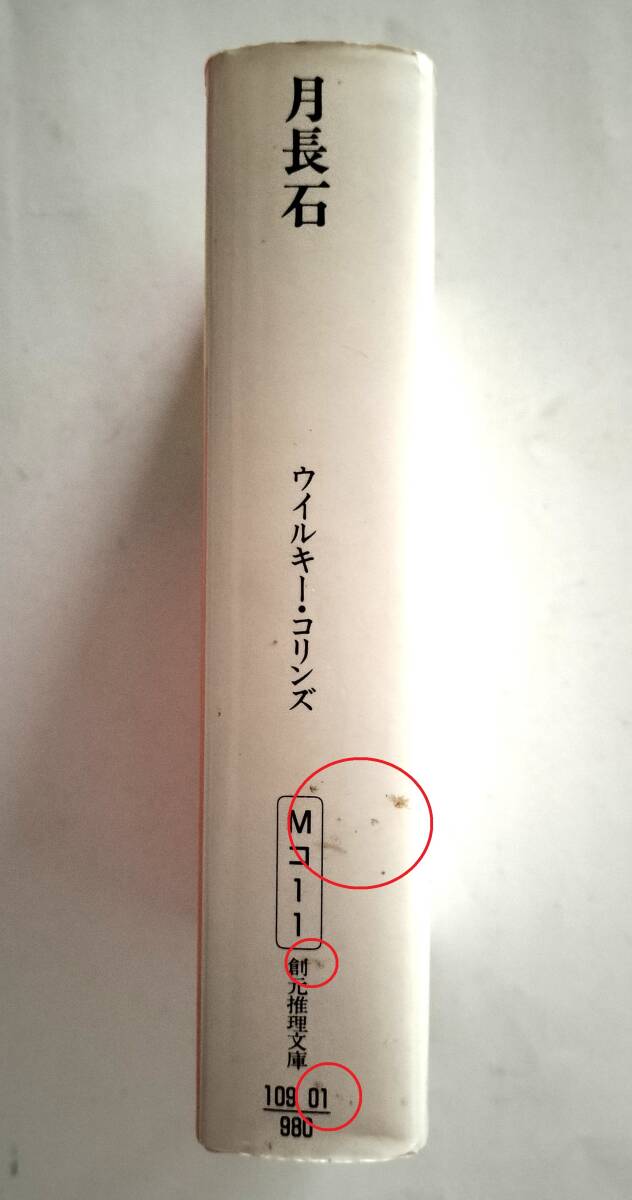 月長石
ウイルキー・コリンズ
Mコ11
創元推理文庫
109 01
980